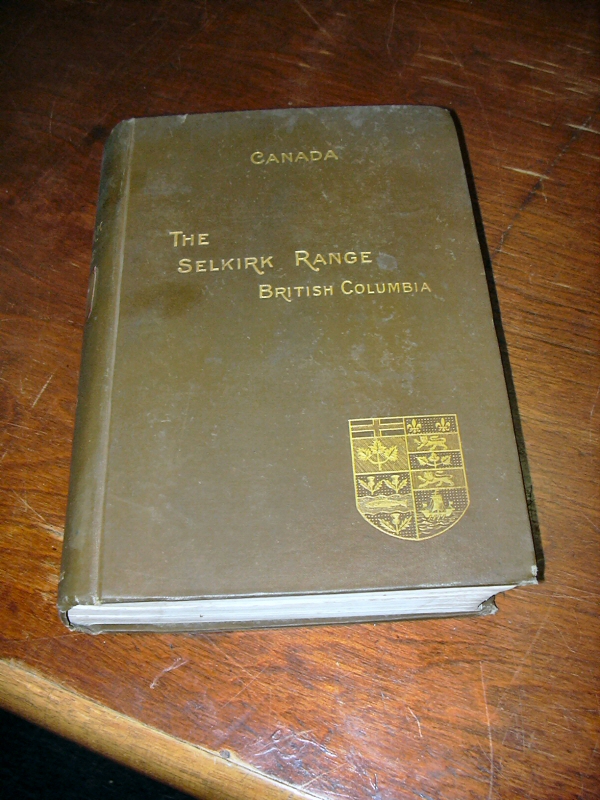 CANADA
THE
SELKIRK RANGE
BRITISH COLUMBIA